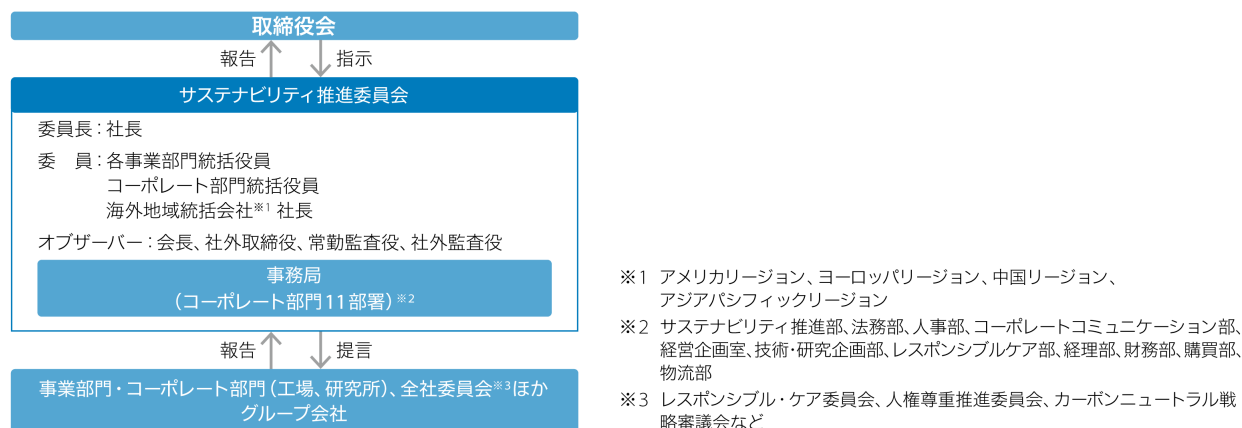 取締役会
報告 指示
サステナビリティ推進委員会
委員長：社長
委　員：各事業部門統括役員
コーポレート部門統括役員
海外地域統括会社※1 社長
オブザーバー：会長、社外取締役、常勤監査役、社外監査役
事務局
（コーポレート部門11部署）※2
報告 提言
事業部門・コーポレート部門（工場、研究所）、全社委員会※3ほか
グループ会社
※1 アメリカリージョン、ヨーロッパリージョン、中国リージョン、
アジアパシフィックリージョン
※2 サステナビリティ推進部、法務部、人事部、コーポレートコミュニケーション部、
経営企画室、技術・研究企画部、レスポンシブルケア部、経理部、財務部、購買部、
物流部
※3 レスポンシブル・ケア委員会、人権尊重推進委員会、カーボンニュートラル戦
略審議会など